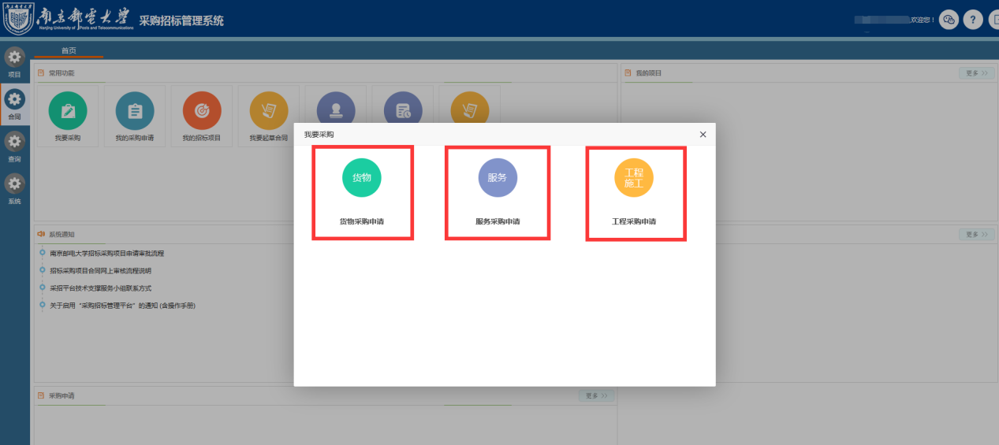 南京邮电大学
Nanjing University of Posts and Telecommunications
采购招标管理系统
欢迎您！
?
首页
项目
合同
查询
系统
常用功能
我要采购
我的采购申请
我的招标项目
我要起草合同
我的项目
更多 >>
我要采购
×
货物
货物采购申请
服务
服务采购申请
工程
施工
工程采购申请
系统通知
更多 >>
南京邮电大学招标采购项目申请审批流程
招标采购项目合同网上审核流程说明
采招平台技术支撑服务小组联系方式
关于启用“采购招标管理平台”的通知 (含操作手册)
采购申请
更多 >>